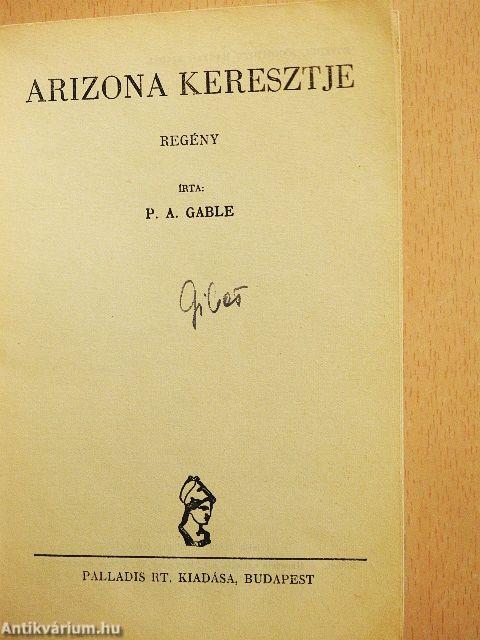 ARIZONA KERESZTJE
REGÉNY
ÍRTA:
P. A. GABLE
PALLADIS RT. KIADÁSA, BUDAPEST
Antikvárium.hu